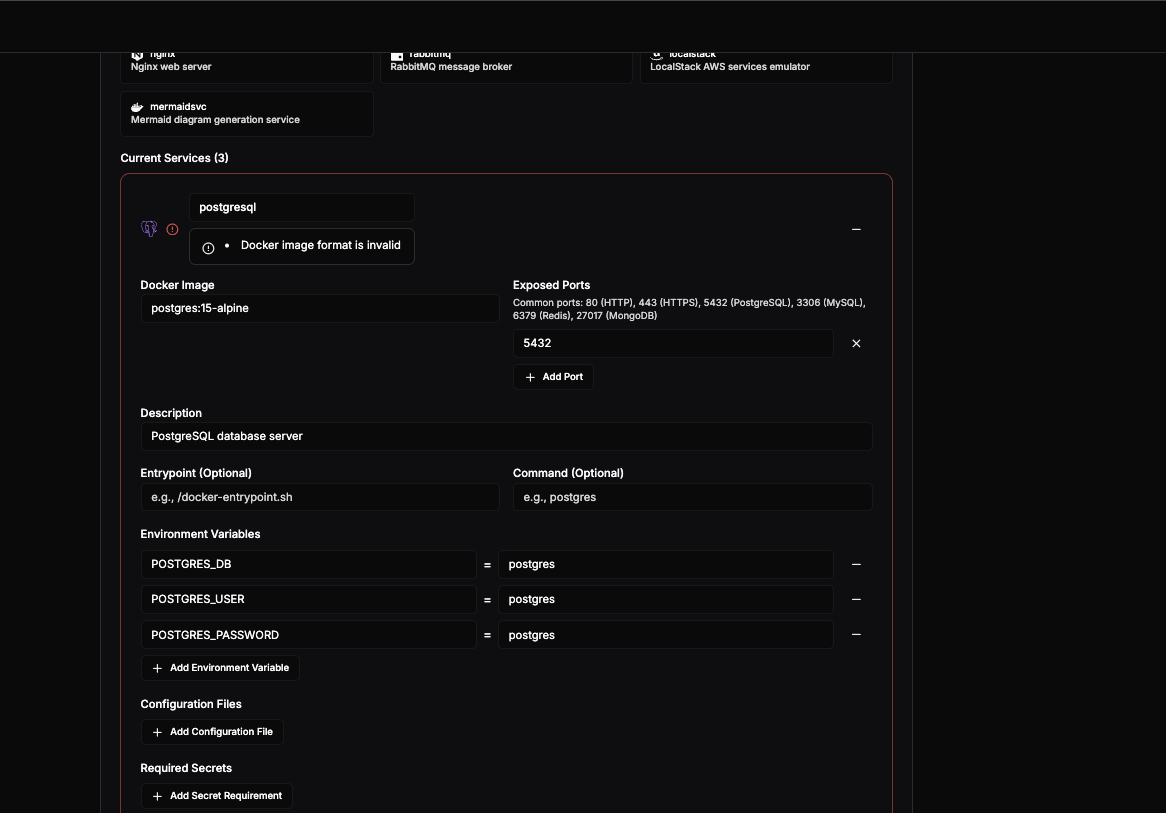 nginx
Nginx web server
rabbitmq
RabbitMQ message broker
localstack
LocalStack AWS services emulator
mermaidsvc
Mermaid diagram generation service
Current Services (3)
postgresql
• Docker image format is invalid
Docker Image
postgres:15-alpine
Exposed Ports
Common ports: 80 (HTTP), 443 (HTTPS), 5432 (PostgreSQL), 3306 (MySQL),
6379 (Redis), 27017 (MongoDB)
5432
Add Port
Description
PostgreSQL database server
Entrypoint (Optional)
e.g., /docker-entrypoint.sh
Command (Optional)
e.g., postgres
Environment Variables
POSTGRES_DB = postgres
POSTGRES_USER = postgres
POSTGRES_PASSWORD = postgres
Add Environment Variable
Configuration Files
Add Configuration File
Required Secrets
Add Secret Requirement